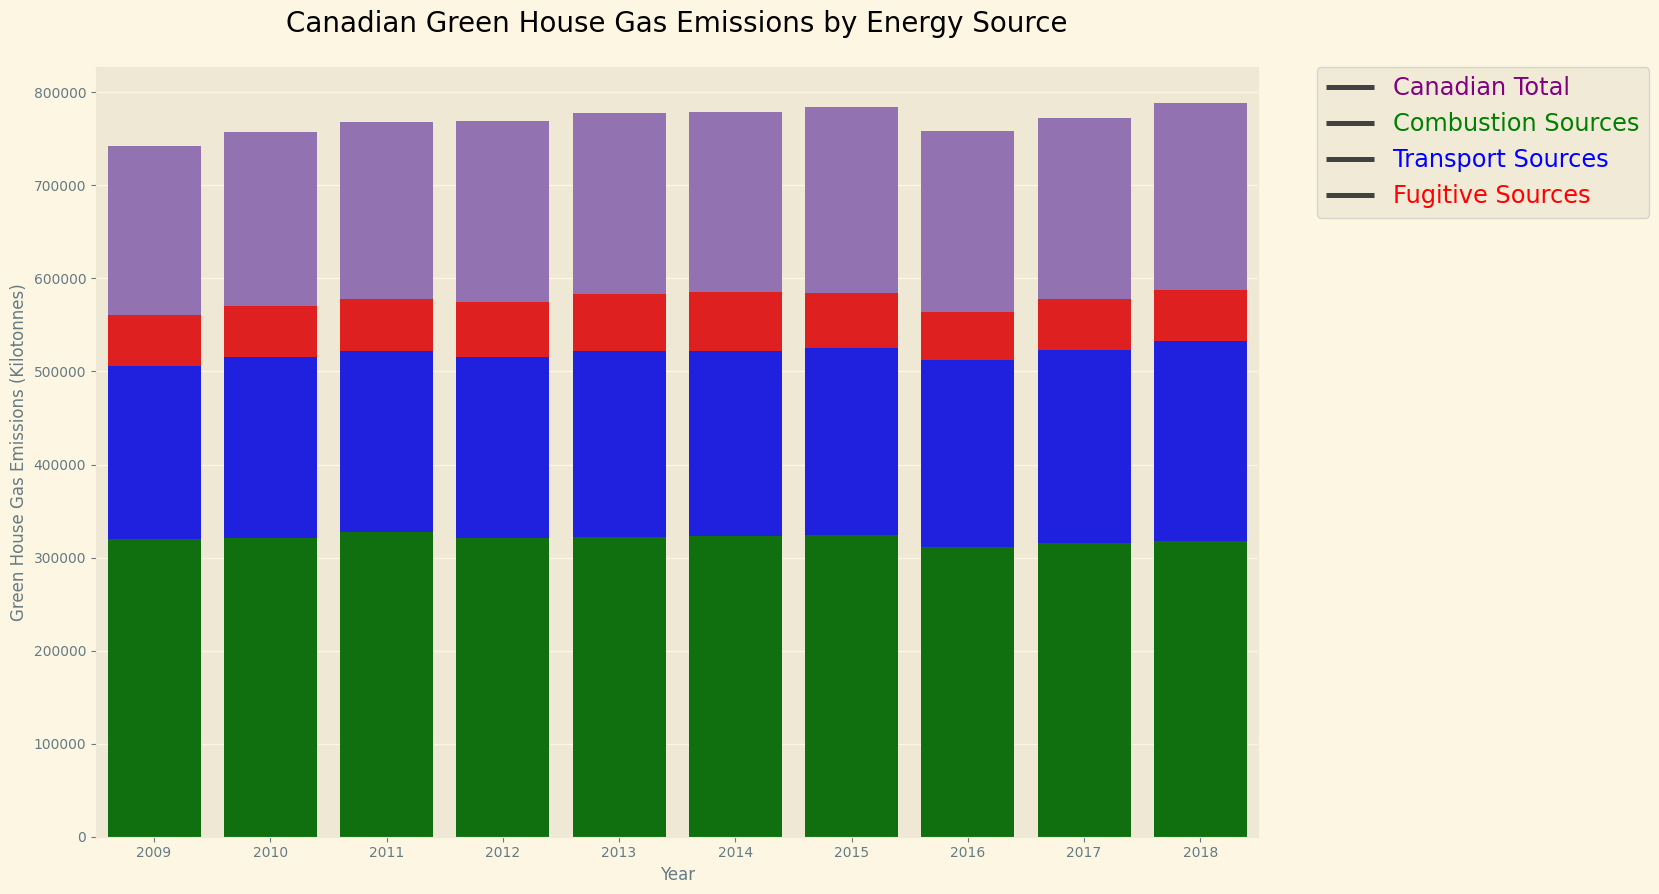 Canadian Green House Gas Emissions by Energy Source
Canadian Total
Combustion Sources
Transport Sources
Fugitive Sources
Green House Gas Emissions (Kilotonnes)
800000
700000
600000
500000
400000
300000
200000
100000
0
2009 2010 2011 2012 2013 2014 2015 2016 2017 2018
Year